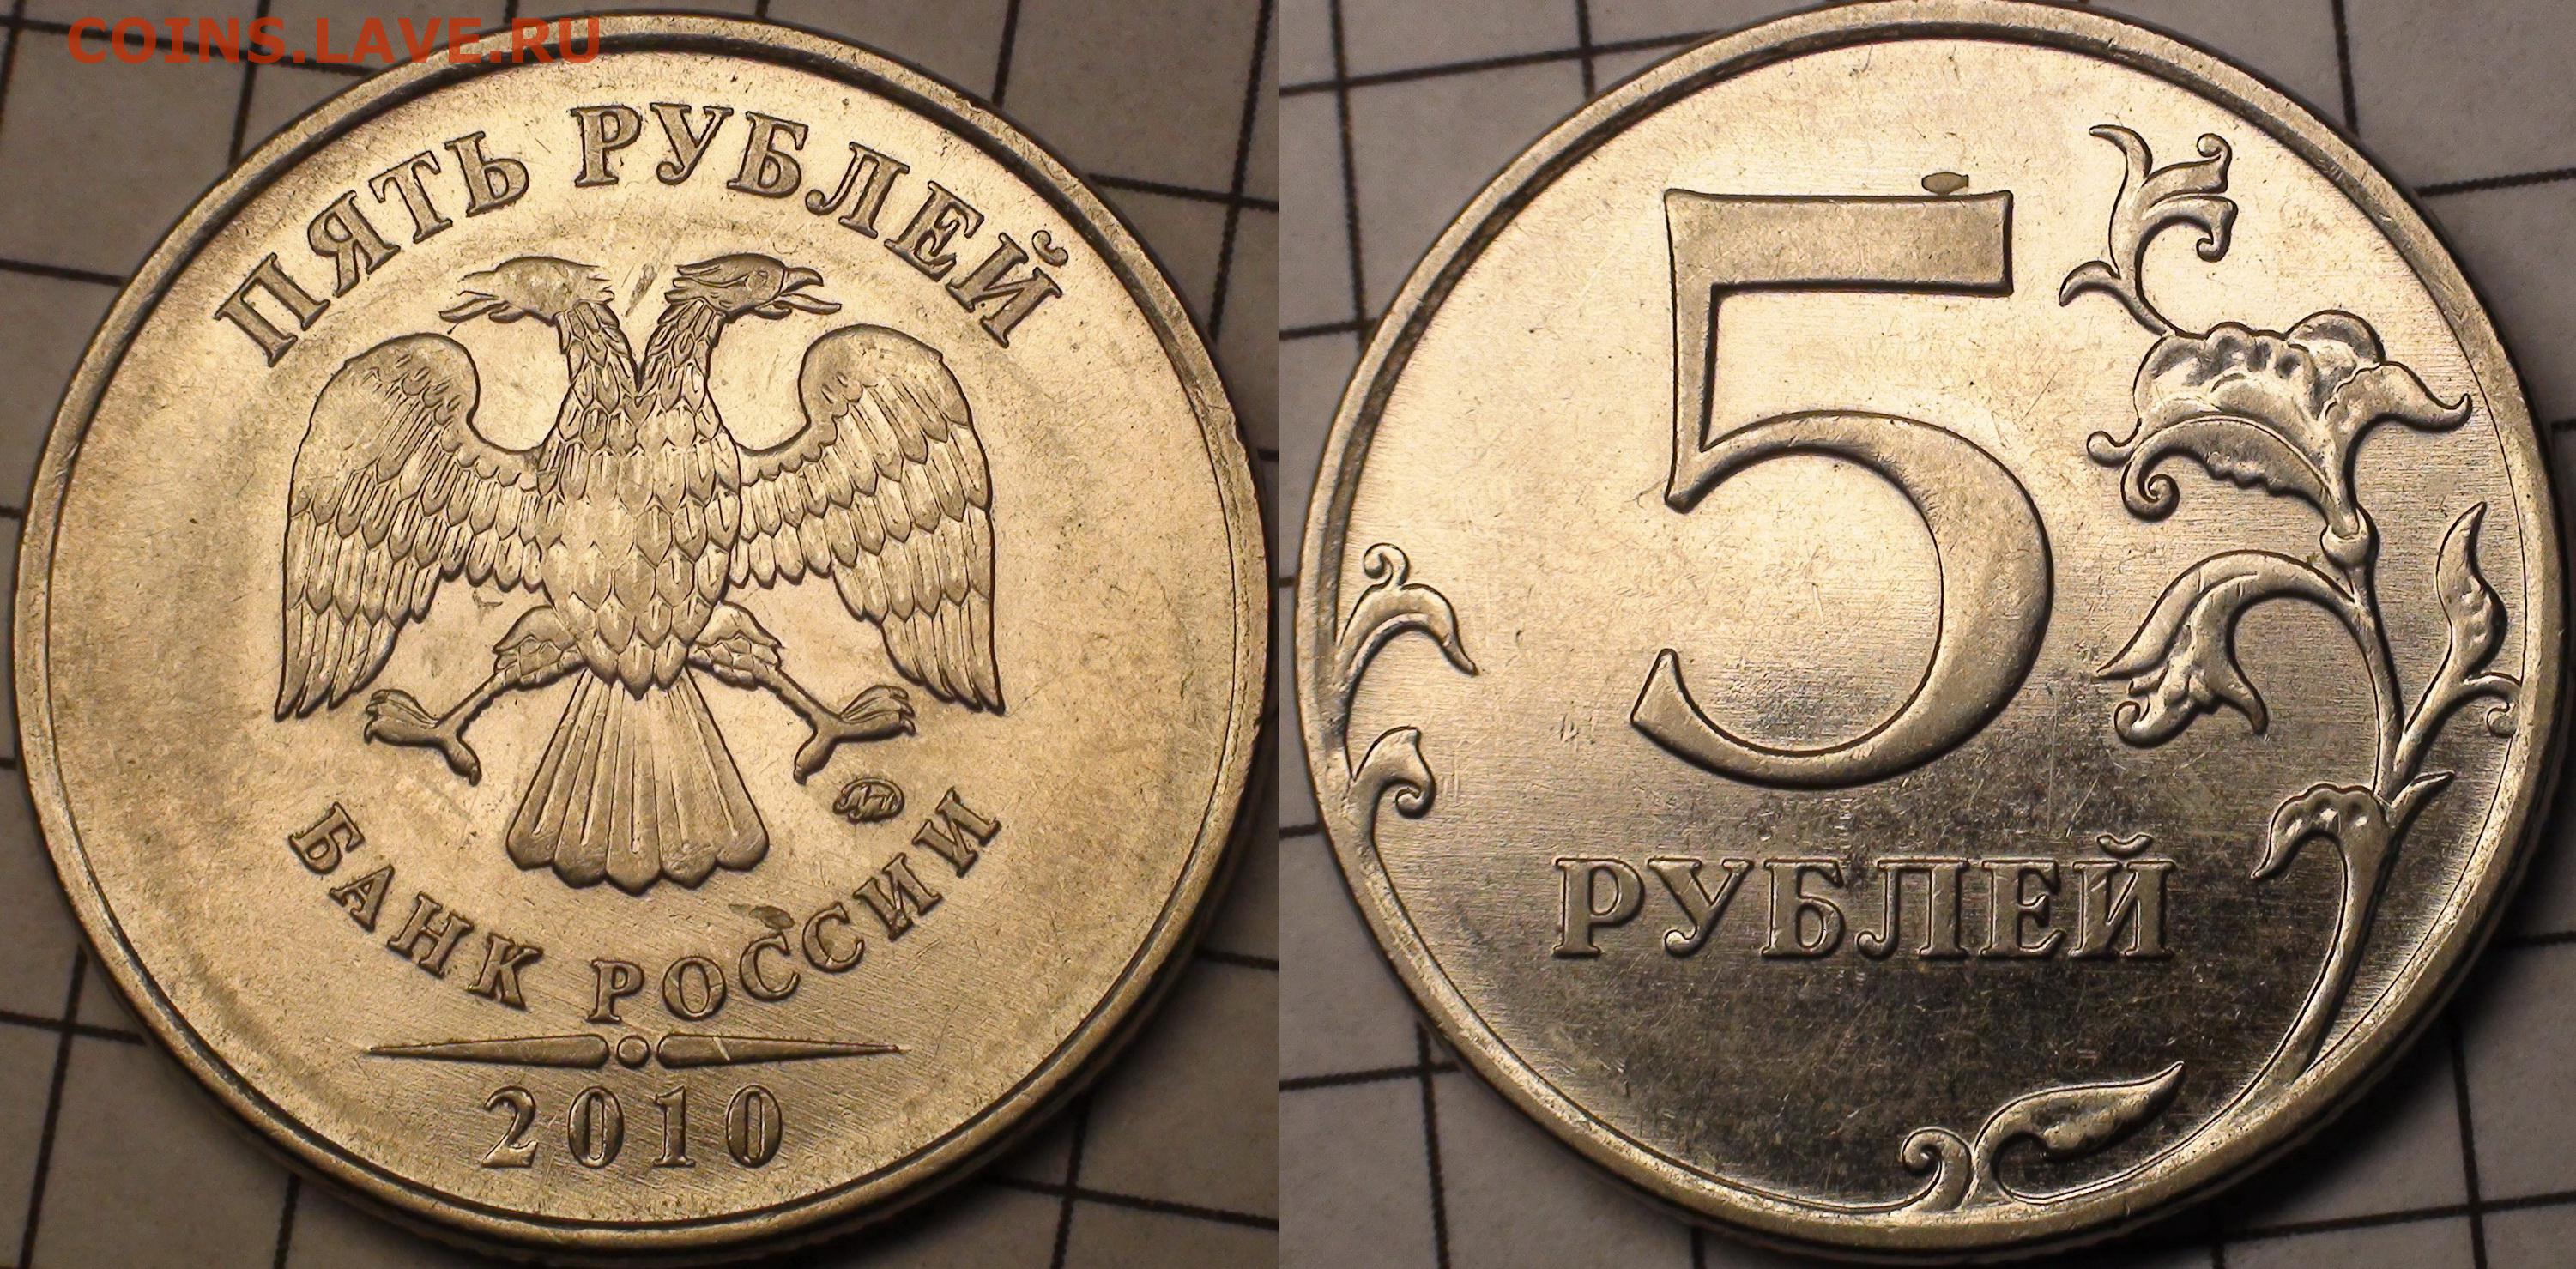 COINS.LAVE.RU
ПЯТЬ РУБЛЕЙ
БАНК РОССИИ
2010
5
РУБЛЕЙ